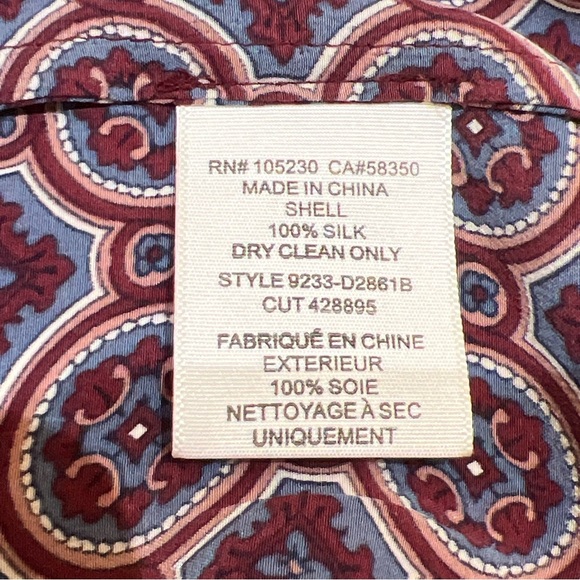 RN# 105230 CA#58350
MADE IN CHINA
SHELL
100% SILK
DRY CLEAN ONLY
STYLE 9233-D2861B
CUT 428895
FABRIQUÉ EN CHINE
EXTERIEUR
100% SOIE
NETTOYAGE À SEC
UNIQUEMENT